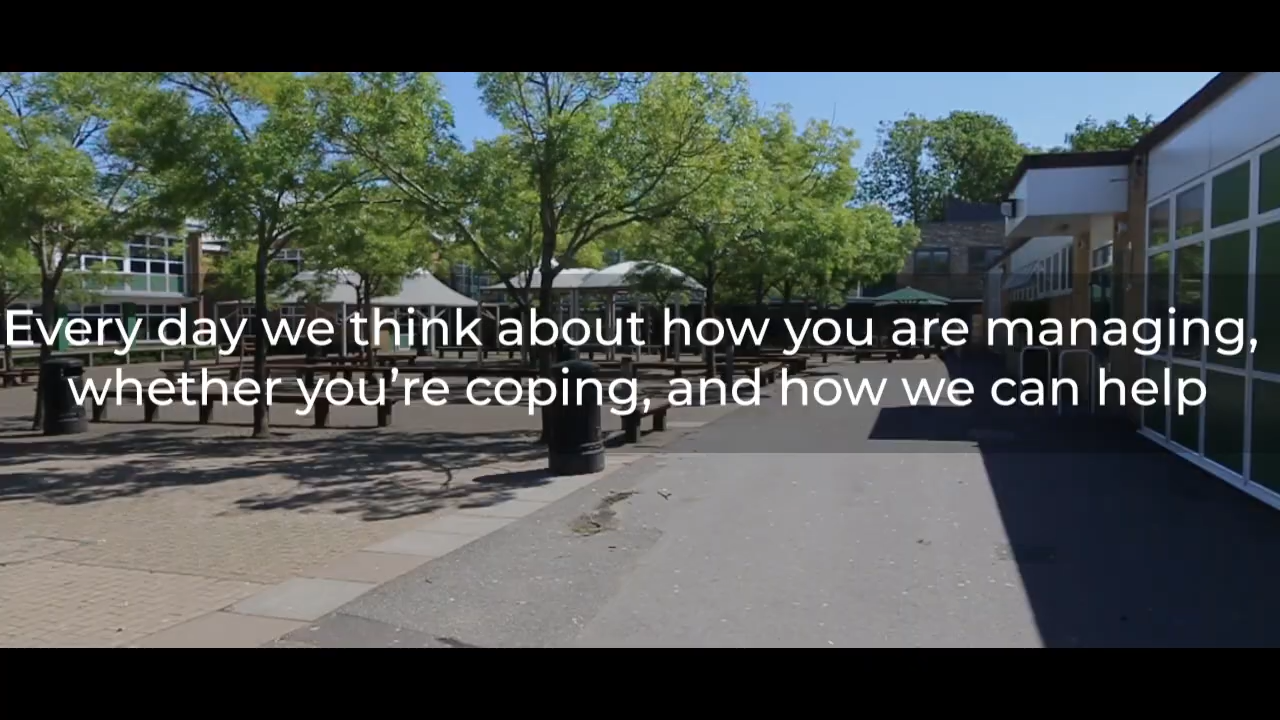 Every day we think about how you are managing,
whether you’re coping, and how we can help